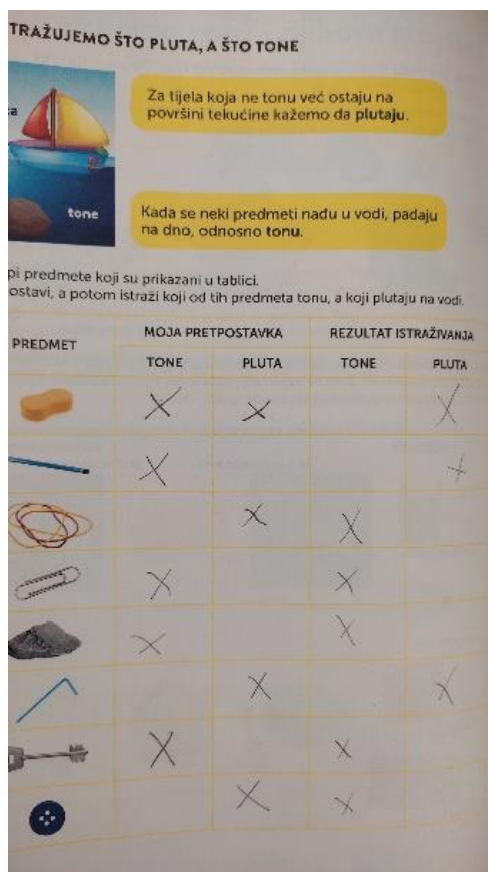 TRAŽUJEMO ŠTO PLUTA, A ŠTO TONE
Za tijela koja ne tonu već ostaju na
površini tekućine kažemo da plutaju.
tone
Kada se neki predmeti nađu u vodi, padaju
na dno, odnosno tonu.
pi predmete koji su prikazani u tablici.
ostavi, a potom istraži koji od tih predmeta tonu, a koji plutaju na vodi.
PREDMET
MOJA PRETPOSTAVKA
REZULTAT ISTRAŽIVANJA
TONE PLUTA TONE PLUTA
X X X
X X
X X
X X
X X
X X
X X
X X